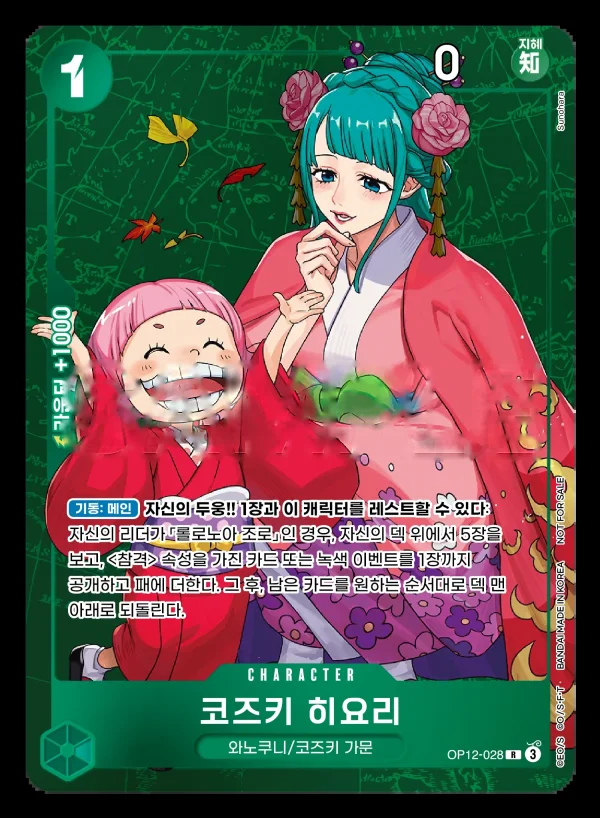 1
0
지혜
知
Sunohara
카운터 +1000
기동: 메인 자신의 두웅!! 1장과 이 캐릭터를 레스트할 수 있다:
자신의 리더가 「롤로노아 조로」인 경우, 자신의 덱 위에서 5장을
보고, <참격> 속성을 가진 카드 또는 녹색 이벤트를 1장까지
공개하고 패에 더한다. 그 후, 남은 카드를 원하는 순서대로 덱 맨
아래로 되돌린다.
CHARACTER
코즈키 히요리
와노쿠니/코즈키 가문
OP12-028 R 3
©EO/S ©O/S·F·T · BANDAI MADE IN KOREA NOT FOR SALE!